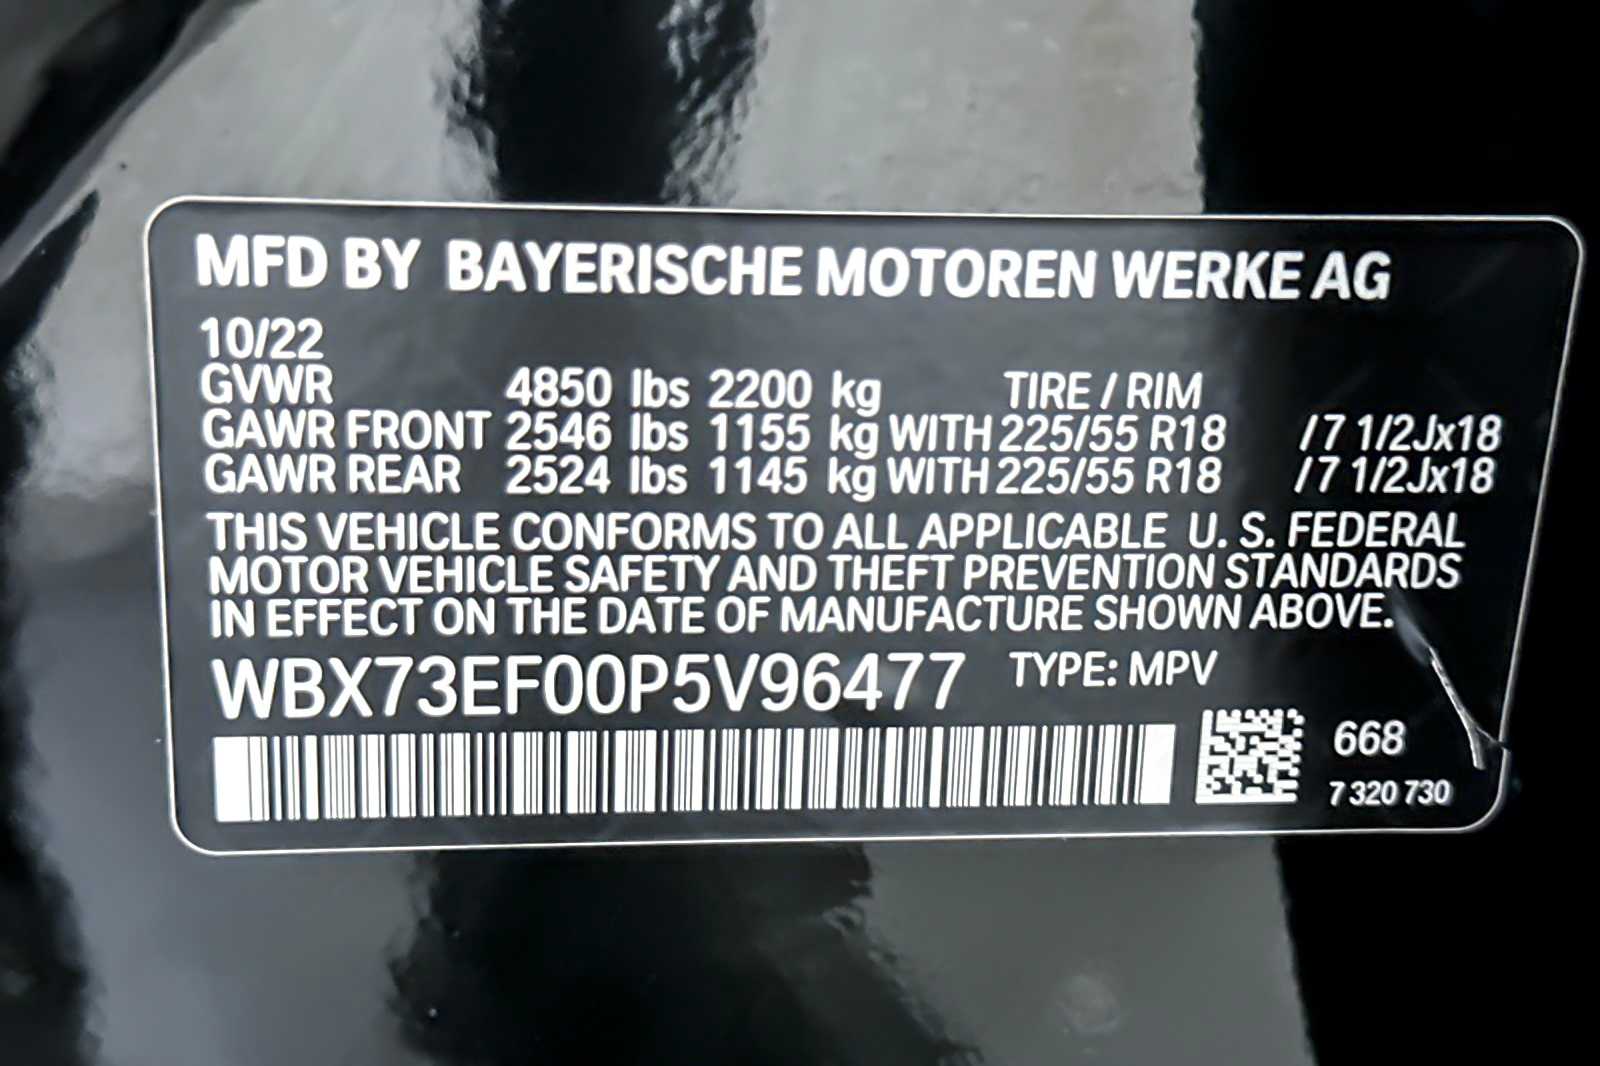 MFD BY BAYERISCHE MOTOREN WERKE AG
10/22
GVWR 4850 lbs 2200 kg TIRE / RIM
GAWR FRONT 2546 lbs 1155 kg WITH 225/55 R18 /7 1/2Jx18
GAWR REAR 2524 lbs 1145 kg WITH 225/55 R18 /7 1/2Jx18
THIS VEHICLE CONFORMS TO ALL APPLICABLE U. S. FEDERAL
MOTOR VEHICLE SAFETY AND THEFT PREVENTION STANDARDS
IN EFFECT ON THE DATE OF MANUFACTURE SHOWN ABOVE.
WBX73EF00P5V96477 TYPE: MPV
668
7 320 730